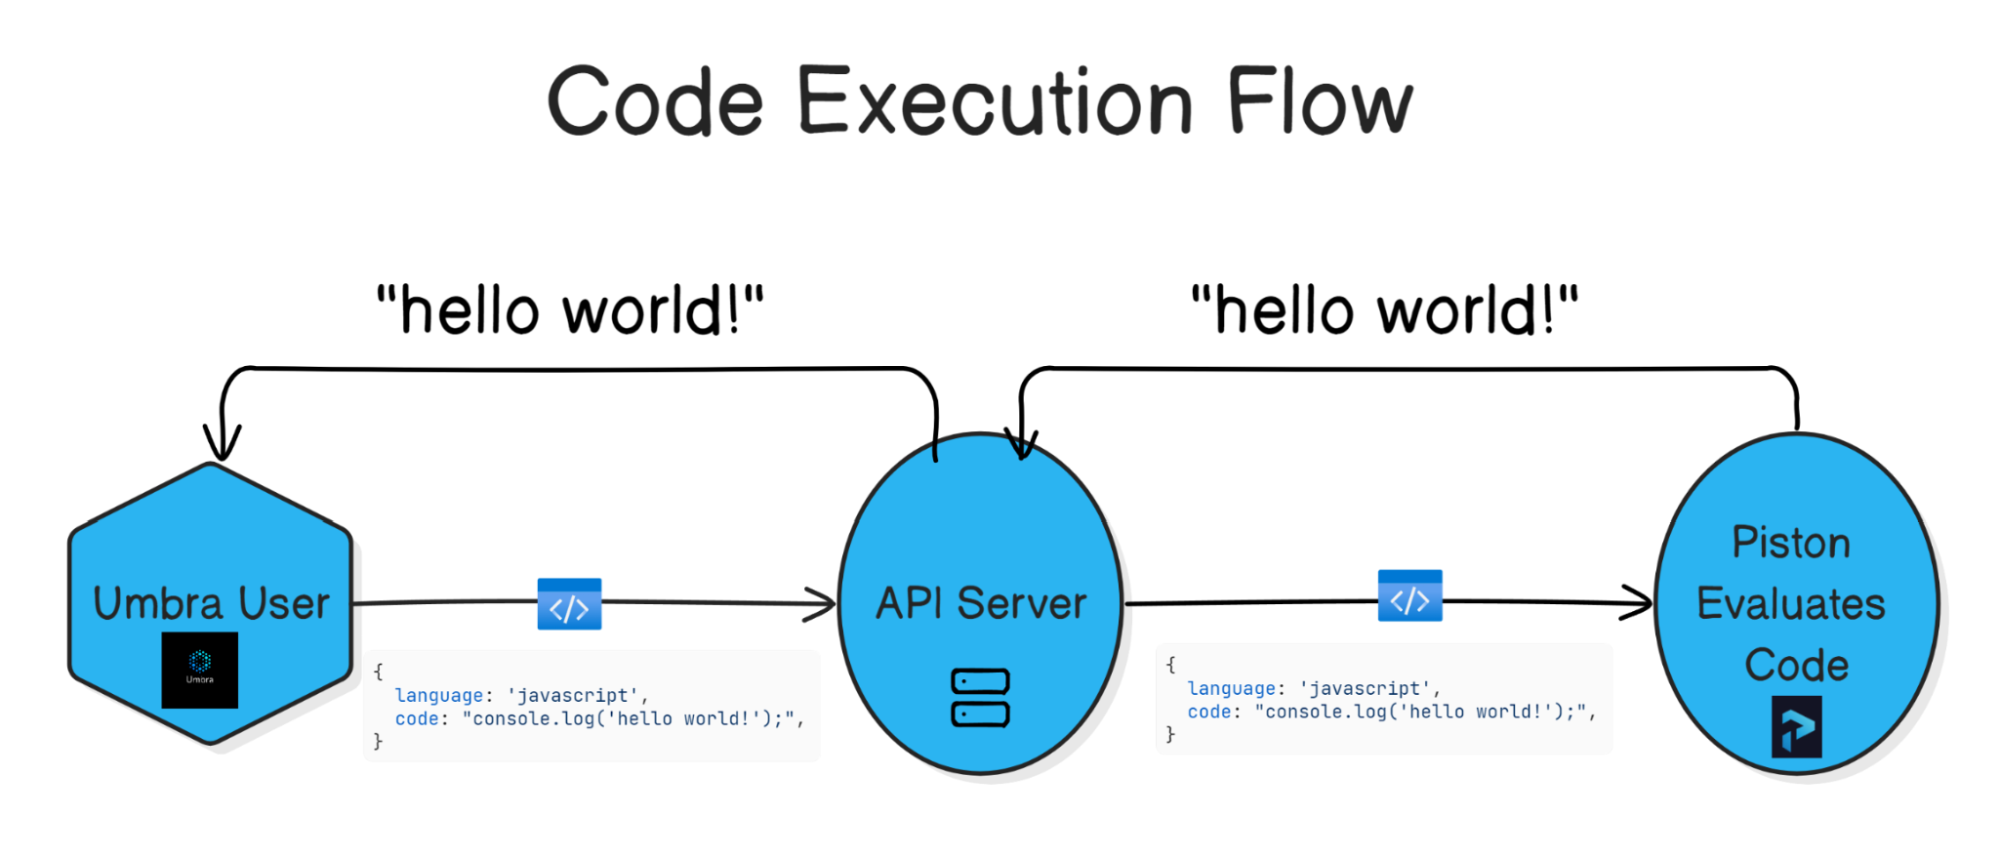 Code Execution Flow
"hello world!"
"hello world!"
Umbra User
Umbra
</>
{
language: 'javascript',
code: "console.log('hello world!');",
}
API Server
</>
{
language: 'javascript',
code: "console.log('hello world!');",
}
Piston
Evaluates
Code